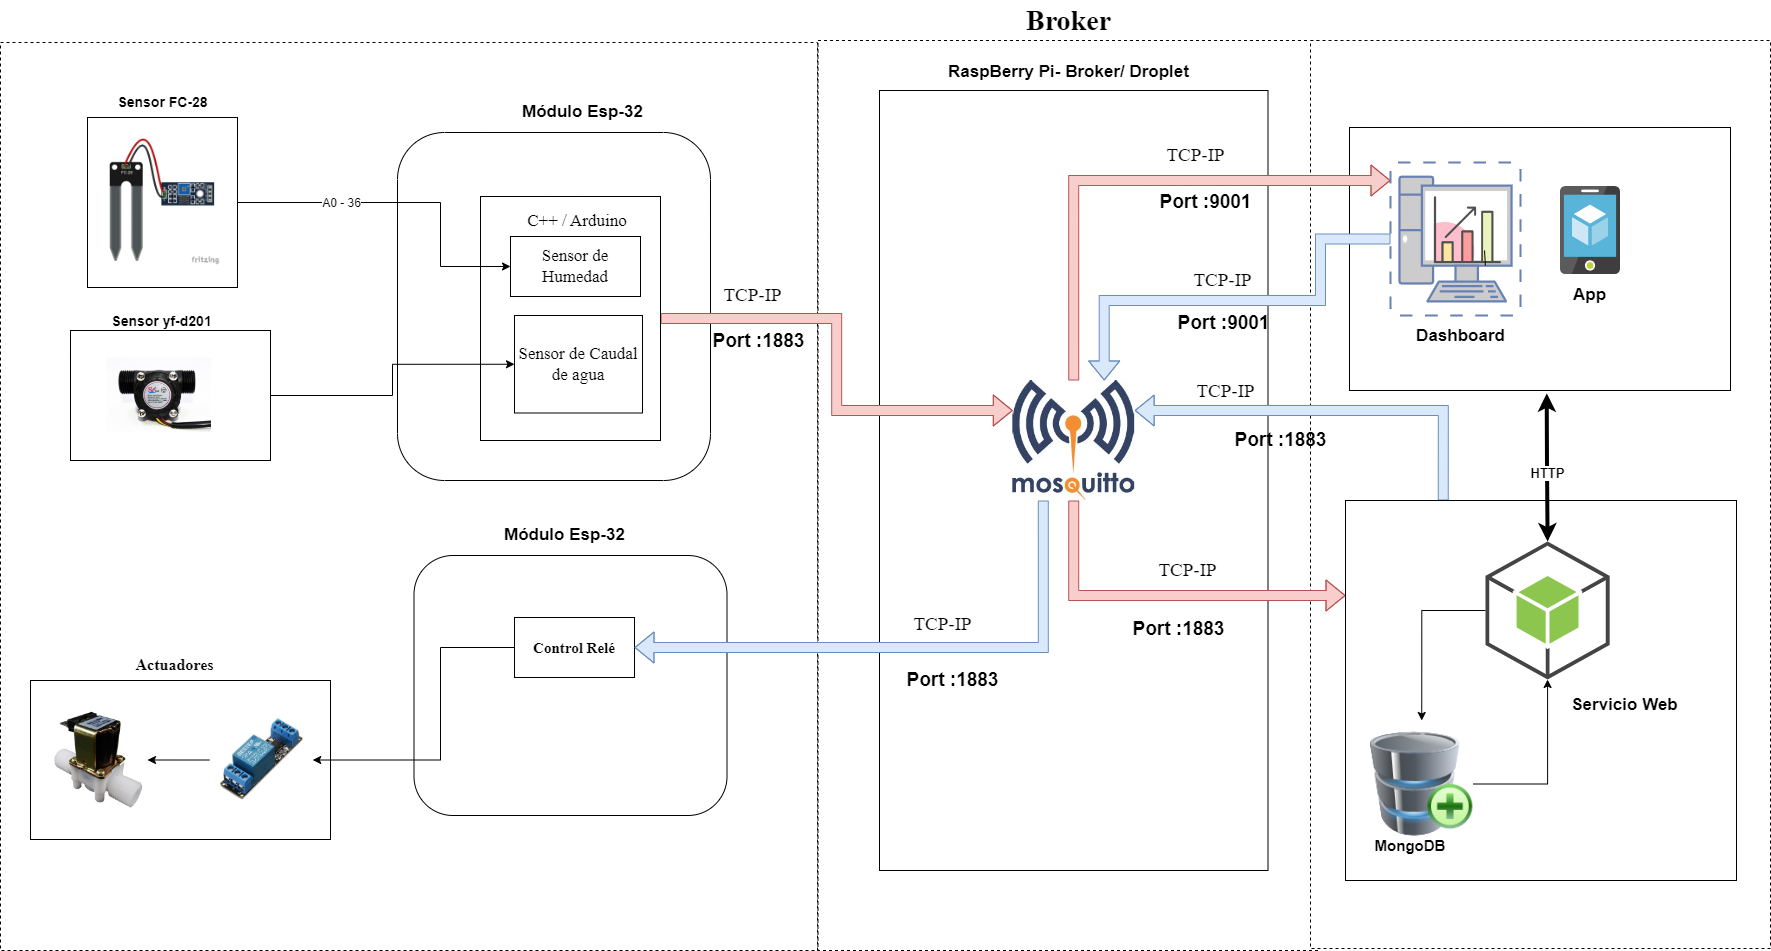 Broker
RaspBerry Pi- Broker/ Droplet
Sensor FC-28
fritzing
A0 - 36
Sensor yf-d201
Módulo Esp-32
C++ / Arduino
Sensor de
Humedad
Sensor de Caudal
de agua
TCP-IP
Port :1883
TCP-IP
Port :9001
TCP-IP
Port :9001
Dashboard
App
mosquitto
TCP-IP
Port :1883
HTTP
TCP-IP
Port :1883
Servicio Web
MongoDB
Módulo Esp-32
Control Relé
TCP-IP
Port :1883
Actuadores